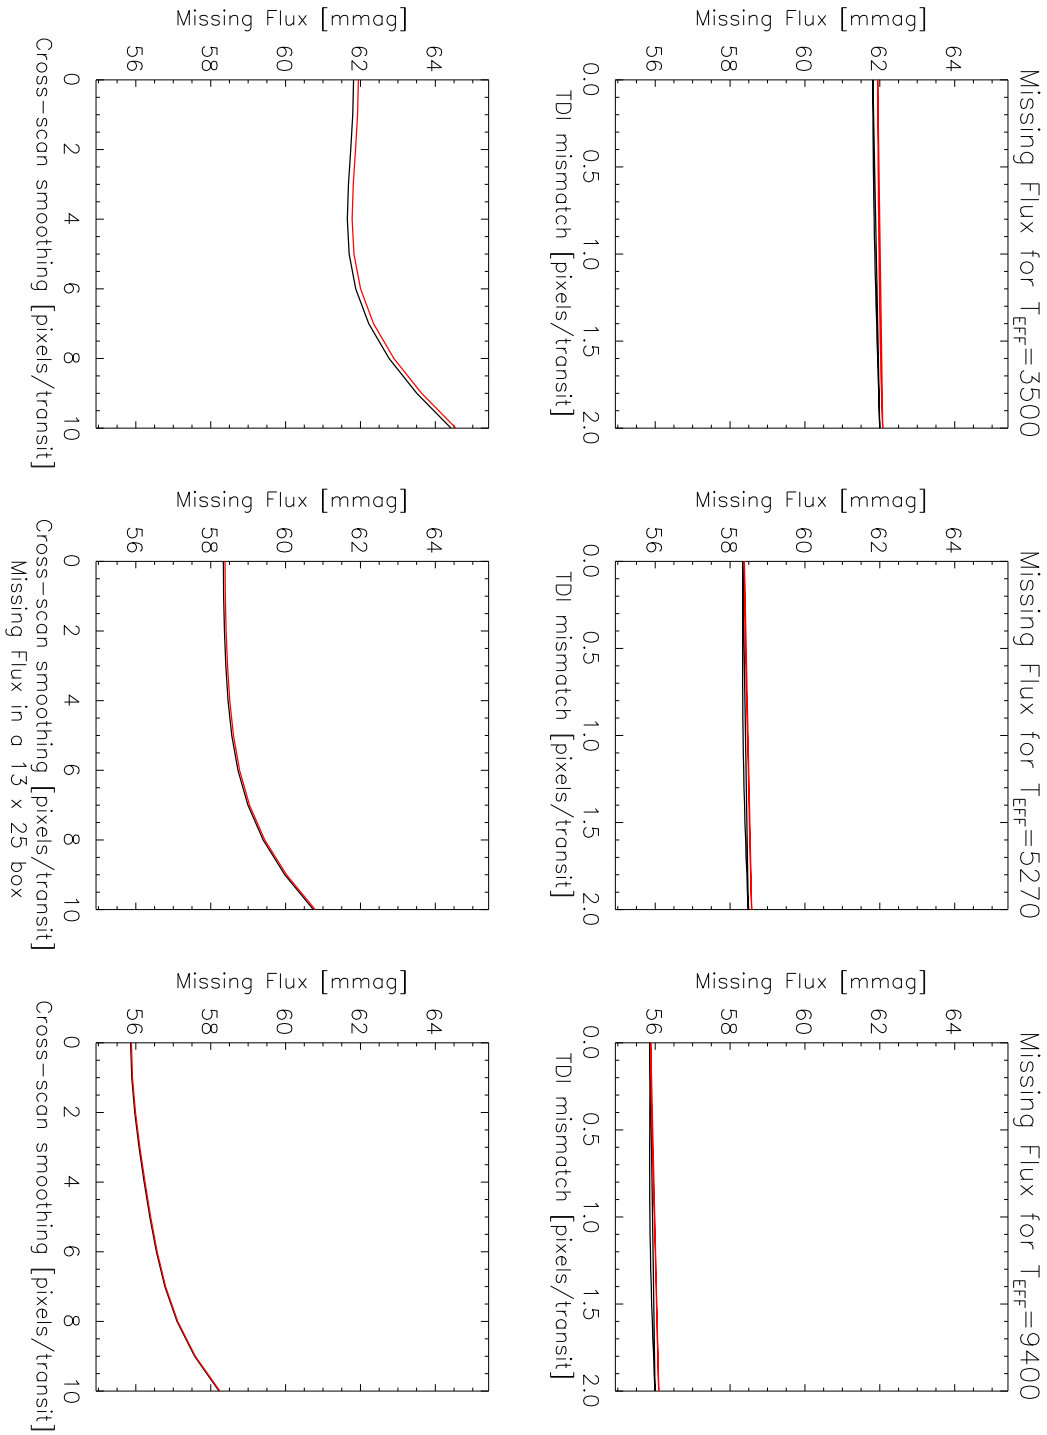 Missing Flux for T_EFF=3500
Missing Flux [mmag]
56 58 60 62 64
0.0 0.5 1.0 1.5 2.0
TDI mismatch [pixels/transit]
Missing Flux for T_EFF=5270
Missing Flux [mmag]
56 58 60 62 64
0.0 0.5 1.0 1.5 2.0
TDI mismatch [pixels/transit]
Missing Flux for T_EFF=9400
Missing Flux [mmag]
56 58 60 62 64
0.0 0.5 1.0 1.5 2.0
TDI mismatch [pixels/transit]
Missing Flux [mmag]
56 58 60 62 64
0 2 4 6 8 10
Cross-scan smoothing [pixels/transit]
Missing Flux [mmag]
56 58 60 62 64
0 2 4 6 8 10
Cross-scan smoothing [pixels/transit]
Missing Flux [mmag]
56 58 60 62 64
0 2 4 6 8 10
Cross-scan smoothing [pixels/transit]
Missing Flux in a 13 x 25 box